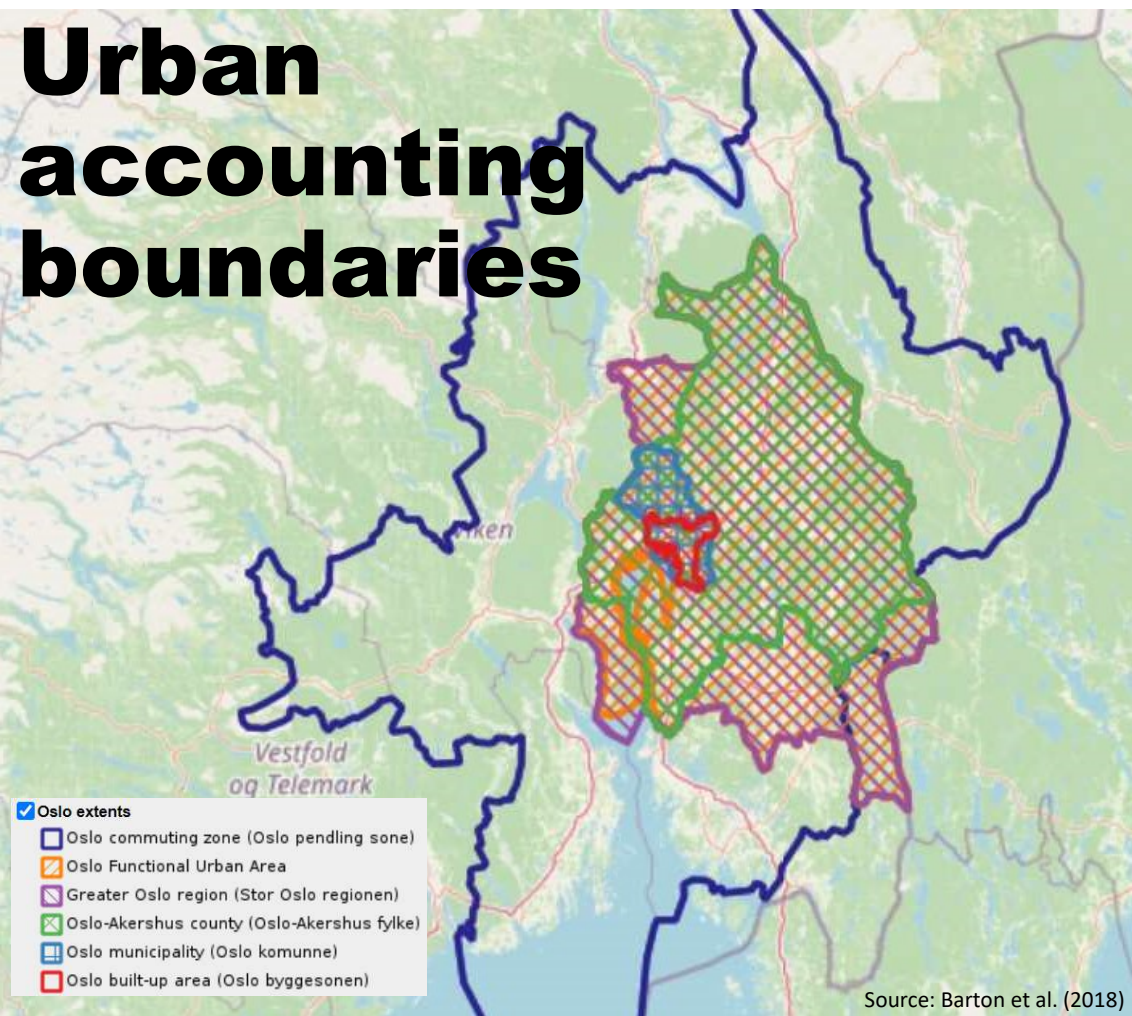 Urban
accounting
boundaries
Vestfold
og Telemark
Oslo extents
Oslo commuting zone (Oslo pendling sone)
Oslo Functional Urban Area
Greater Oslo region (Stor Oslo regionen)
Oslo-Akershus county (Oslo-Akershus fylke)
Oslo municipality (Oslo komunne)
Oslo built-up area (Oslo byggesonen)
Source: Barton et al. (2018)